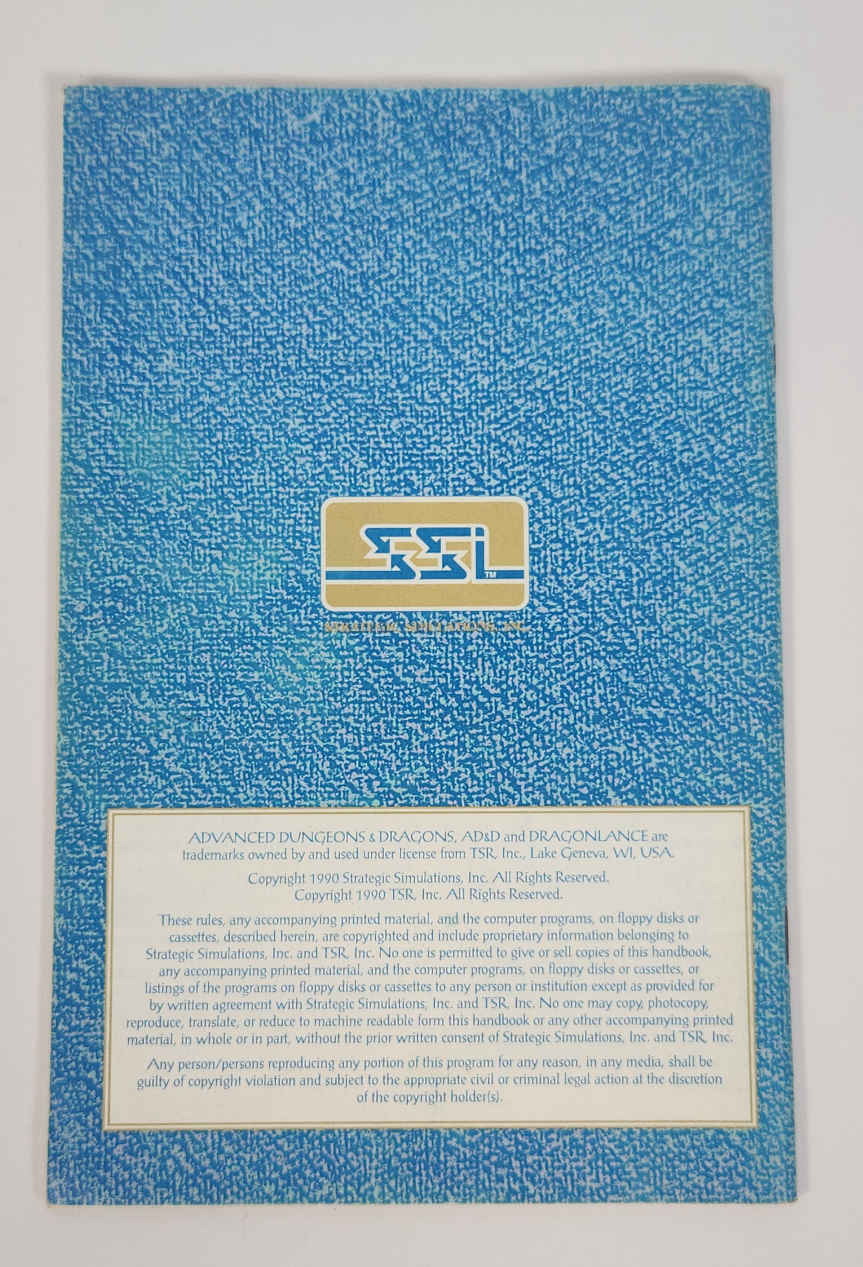 SSi TM
STRATEGIC SIMULATIONS, INC.
ADVANCED DUNGEONS & DRAGONS, AD&D and DRAGONLANCE are
trademarks owned by and used under license from TSR, Inc., Lake Geneva, WI, USA.
Copyright 1990 Strategic Simulations, Inc. All Rights Reserved.
Copyright 1990 TSR, Inc. All Rights Reserved.
These rules, any accompanying printed material, and the computer programs, on floppy disks or
cassettes, described herein, are copyrighted and include proprietary information belonging to
Strategic Simulations, Inc. and TSR, Inc. No one is permitted to give or sell copies of this handbook,
any accompanying printed material, and the computer programs, on floppy disks or cassettes, or
listings of the programs on floppy disks or cassettes to any person or institution except as provided for
by written agreement with Strategic Simulations, Inc. and TSR, Inc. No one may copy, photocopy,
reproduce, translate, or reduce to machine readable form this handbook or any other accompanying printed
material, in whole or in part, without the prior written consent of Strategic Simulations, Inc. and TSR, Inc.
Any person/persons reproducing any portion of this program for any reason, in any media, shall be
guilty of copyright violation and subject to the appropriate civil or criminal legal action at the discretion
of the copyright holder(s).